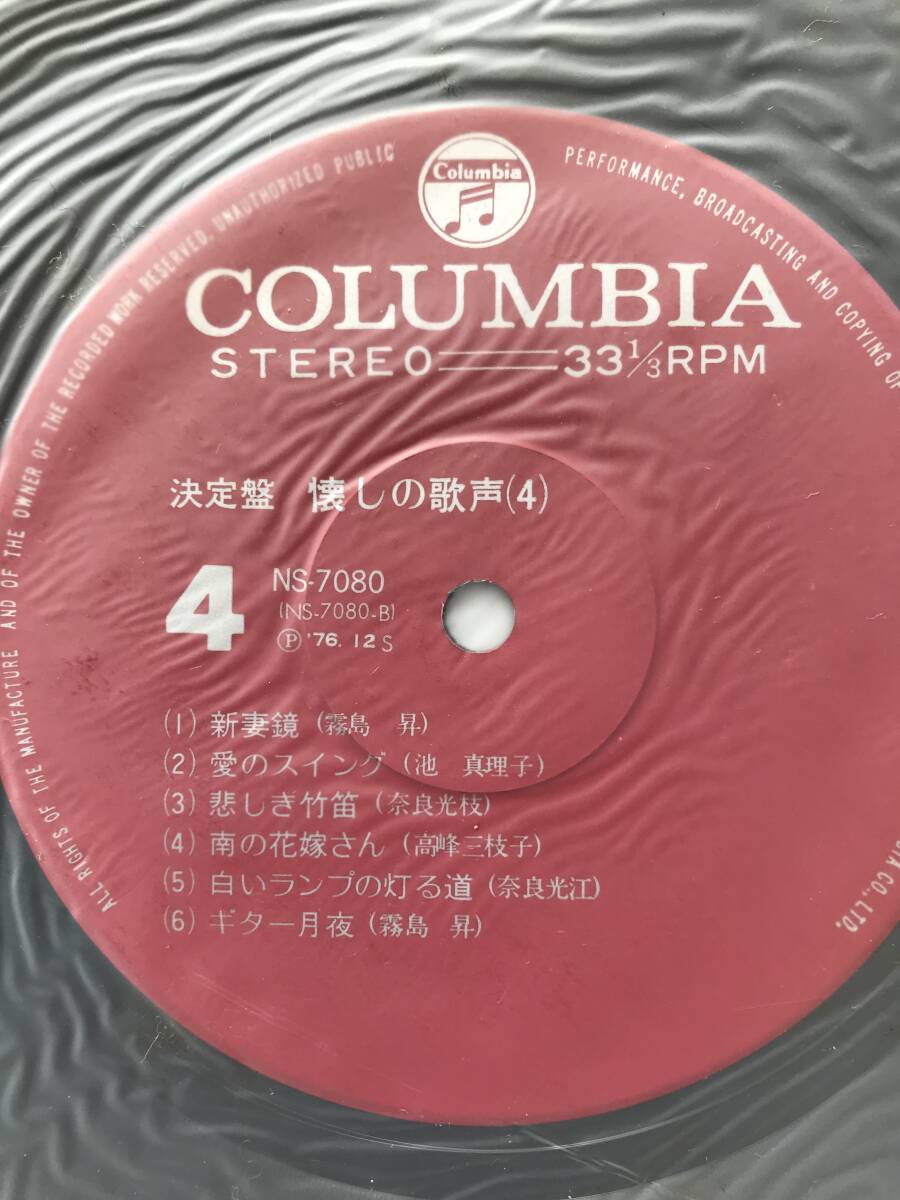 ALL RIGHTS OF THE MANUFACTURE AND OF THE OWNER OF THE RECORDED WORK RESERVED. UNAUTHORIZED PUBLIC PERFORMANCE, BROADCASTING AND COPYING OF
CO., LTD.
Columbia
COLUMBIA
STEREO 33 1/3 RPM
決定盤 懐しの歌声(4)
4
NS-7080
(NS-7080-B)
Ⓟ '76. 12 S
(1) 新妻鏡 (霧島 昇)
(2) 愛のスイング (池 真理子)
(3) 悲しき竹笛 (奈良光枝)
(4) 南の花嫁さん (高峰三枝子)
(5) 白いランプの灯る道 (奈良光江)
(6) ギター月夜 (霧島 昇)